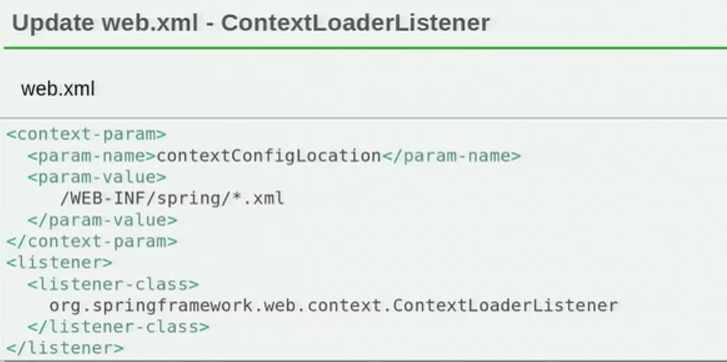 Update web.xml - ContextLoaderListener
web.xml
<context-param>
<param-name>contextConfigLocation</param-name>
<param-value>
/WEB-INF/spring/*.xml
</param-value>
</context-param>
<listener>
<listener-class>
org.springframework.web.context.ContextLoaderListener
</listener-class>
</listener>